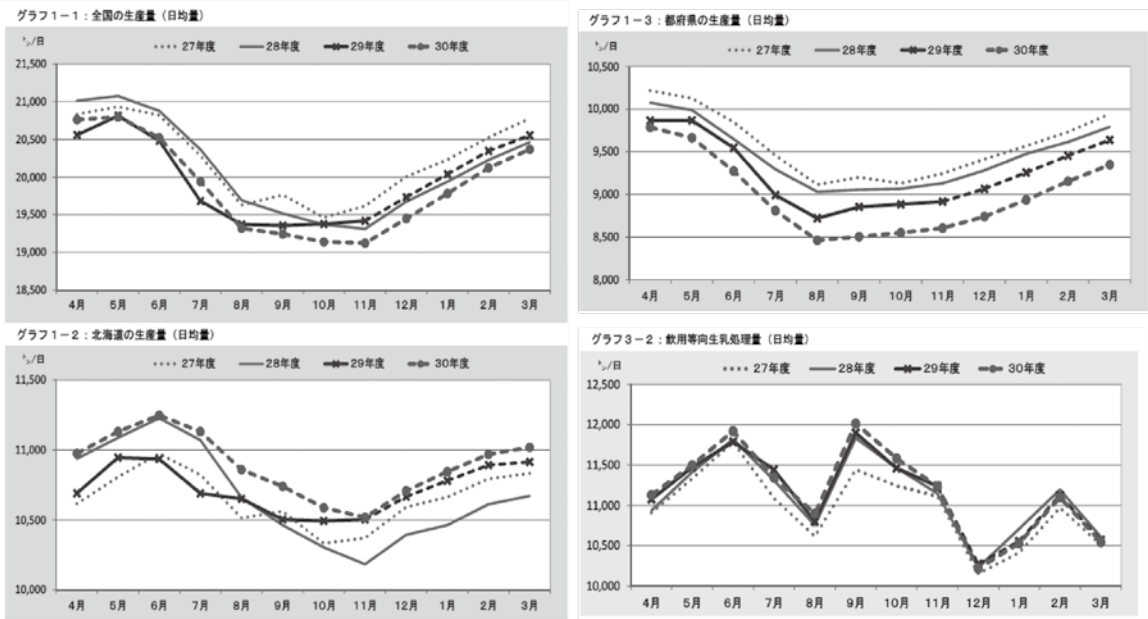 グラフ1-1:全国の生産量(日均量)
㌧/日
27年度 28年度 29年度 30年度
21,500
21,000
20,500
20,000
19,500
19,000
18,500
4月 5月 6月 7月 8月 9月 10月 11月 12月 1月 2月 3月
グラフ1-3:都府県の生産量(日均量)
㌧/日
27年度 28年度 29年度 30年度
10,500
10,000
9,500
9,000
8,500
8,000
4月 5月 6月 7月 8月 9月 10月 11月 12月 1月 2月 3月
グラフ1-2:北海道の生産量(日均量)
㌧/日
27年度 28年度 29年度 30年度
11,500
11,000
10,500
10,000
4月 5月 6月 7月 8月 9月 10月 11月 12月 1月 2月 3月
グラフ3-2:飲用等向生乳処理量(日均量)
㌧/日
27年度 28年度 29年度 30年度
12,500
12,000
11,500
11,000
10,500
10,000
4月 5月 6月 7月 8月 9月 10月 11月 12月 1月 2月 3月